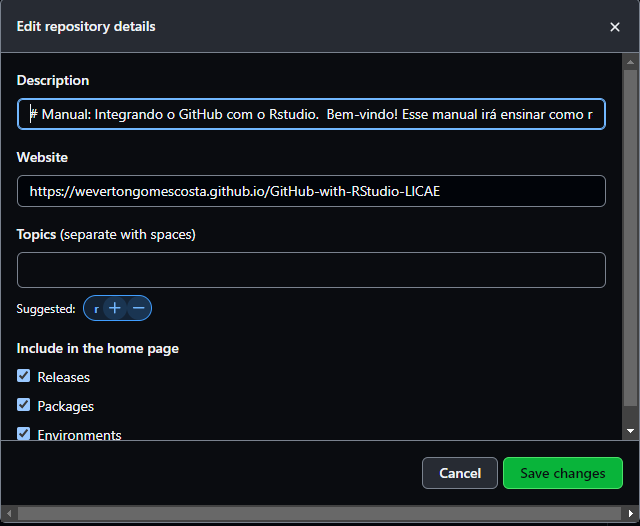 Edit repository details
Description
# Manual: Integrando o GitHub com o Rstudio.  Bem-vindo! Esse manual irá ensinar como r
Website
https://wevertongomescosta.github.io/GitHub-with-RStudio-LICAE
Topics (separate with spaces)
Suggested: r
Include in the home page
Releases
Packages
Environments
Cancel Save changes